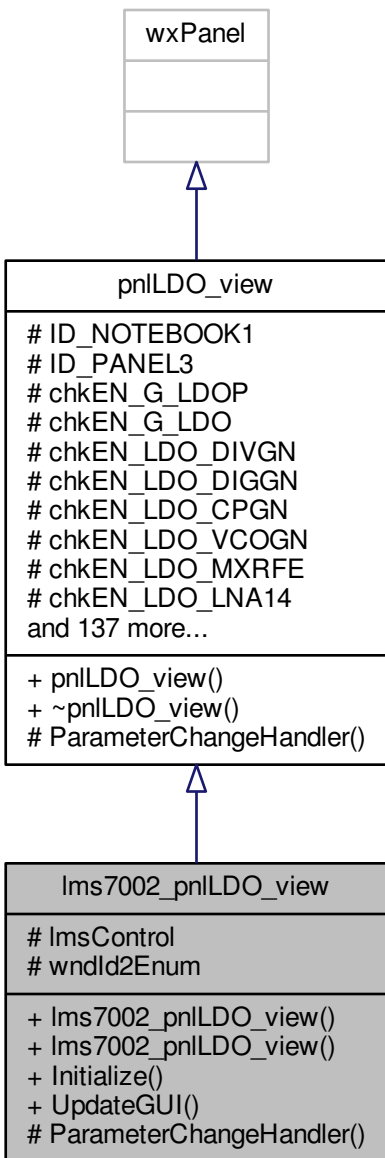 wxPanel
pnlLDO_view
# ID_NOTEBOOK1
# ID_PANEL3
# chkEN_G_LDOP
# chkEN_G_LDO
# chkEN_LDO_DIVGN
# chkEN_LDO_DIGGN
# chkEN_LDO_CPGN
# chkEN_LDO_VCOGN
# chkEN_LDO_MXRFE
# chkEN_LDO_LNA14
and 137 more...
+ pnlLDO_view()
+ ~pnlLDO_view()
# ParameterChangeHandler()
lms7002_pnlLDO_view
# lmsControl
# wndId2Enum
+ lms7002_pnlLDO_view()
+ lms7002_pnlLDO_view()
+ Initialize()
+ UpdateGUI()
# ParameterChangeHandler()